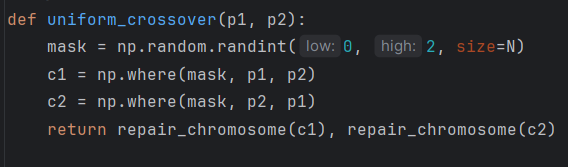 def uniform_crossover(p1, p2):
    mask = np.random.randint( low: 0, high: 2, size=N)
    c1 = np.where(mask, p1, p2)
    c2 = np.where(mask, p2, p1)
    return repair_chromosome(c1), repair_chromosome(c2)